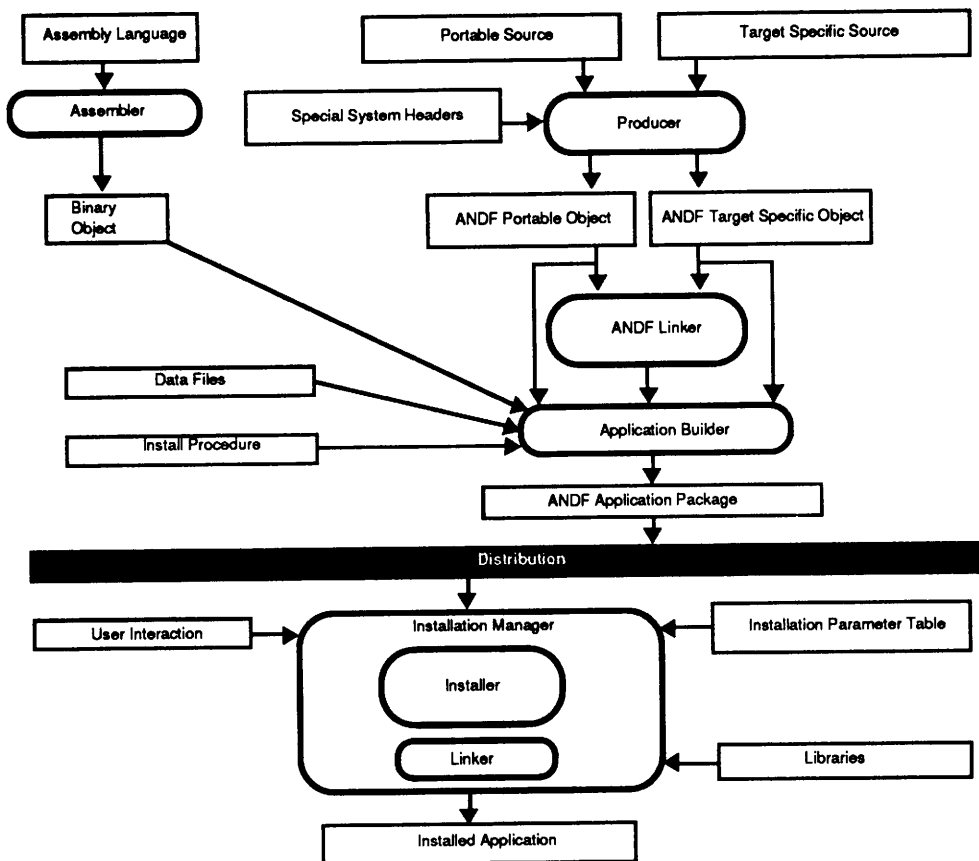 Assembly Language
Portable Source
Target Specific Source
Assembler
Special System Headers
Producer
Binary
Object
ANDF Portable Object
ANDF Target Specific Object
ANDF Linker
Data Files
Application Builder
Install Procedure
ANDF Application Package
Distribution
User Interaction
Installation Manager
Installation Parameter Table
Installer
Linker
Libraries
Installed Application